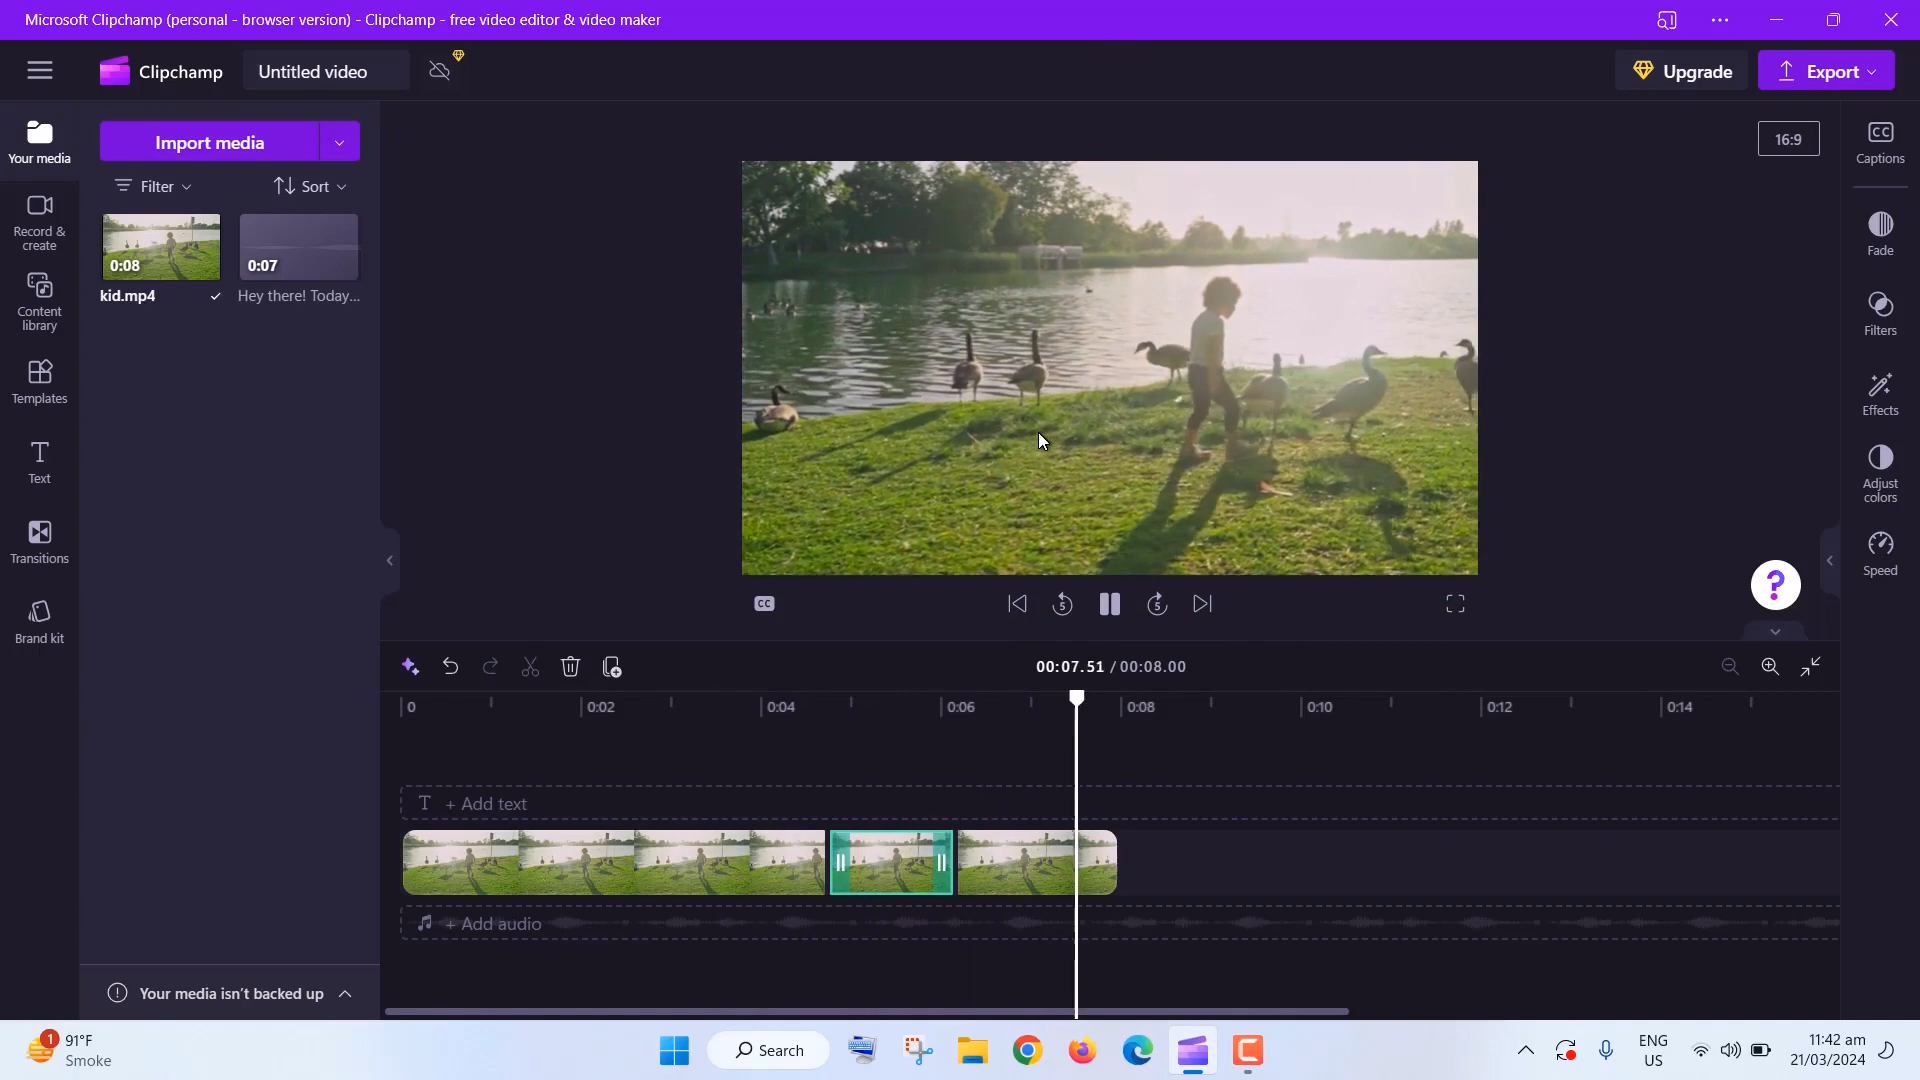 Microsoft Clipchamp (personal - browser version) - Clipchamp - free video editor & video maker
Clipchamp
Untitled video
Upgrade
Export
Your media
Import media
16:9
Captions
Filter
Sort
Record &
create
0:08
0:07
kid.mp4
Hey there! Today...
Fade
Content
library
Filters
Templates
Effects
Text
Adjust
colors
Transitions
Speed
Brand kit
CC
5
5
?
00:07.51 / 00:08.00
0
0:02
0:04
0:06
0:08
0:10
0:12
0:14
T + Add text
+ Add audio
Your media isn't backed up
1
91°F
Smoke
Search
ENG
US
11:42 am
21/03/2024